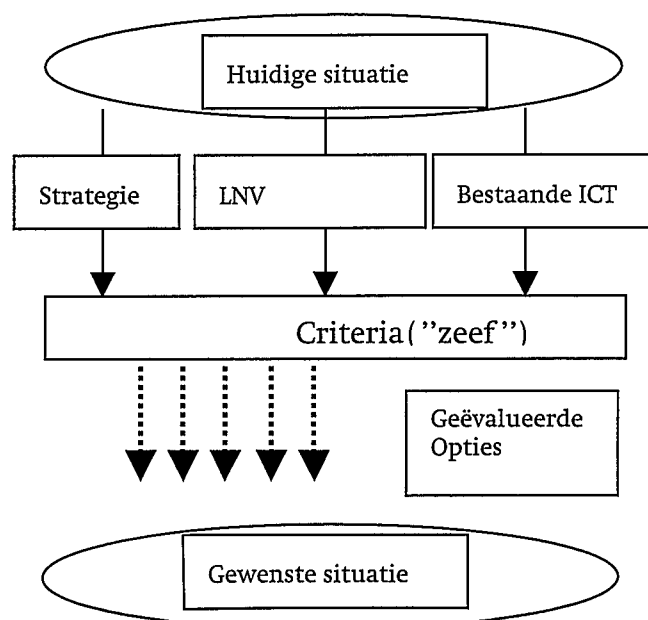 Huidige situatie
Strategie
LNV
Bestaande ICT
Criteria (”zeef”)
Geëvalueerde
Opties
Gewenste situatie